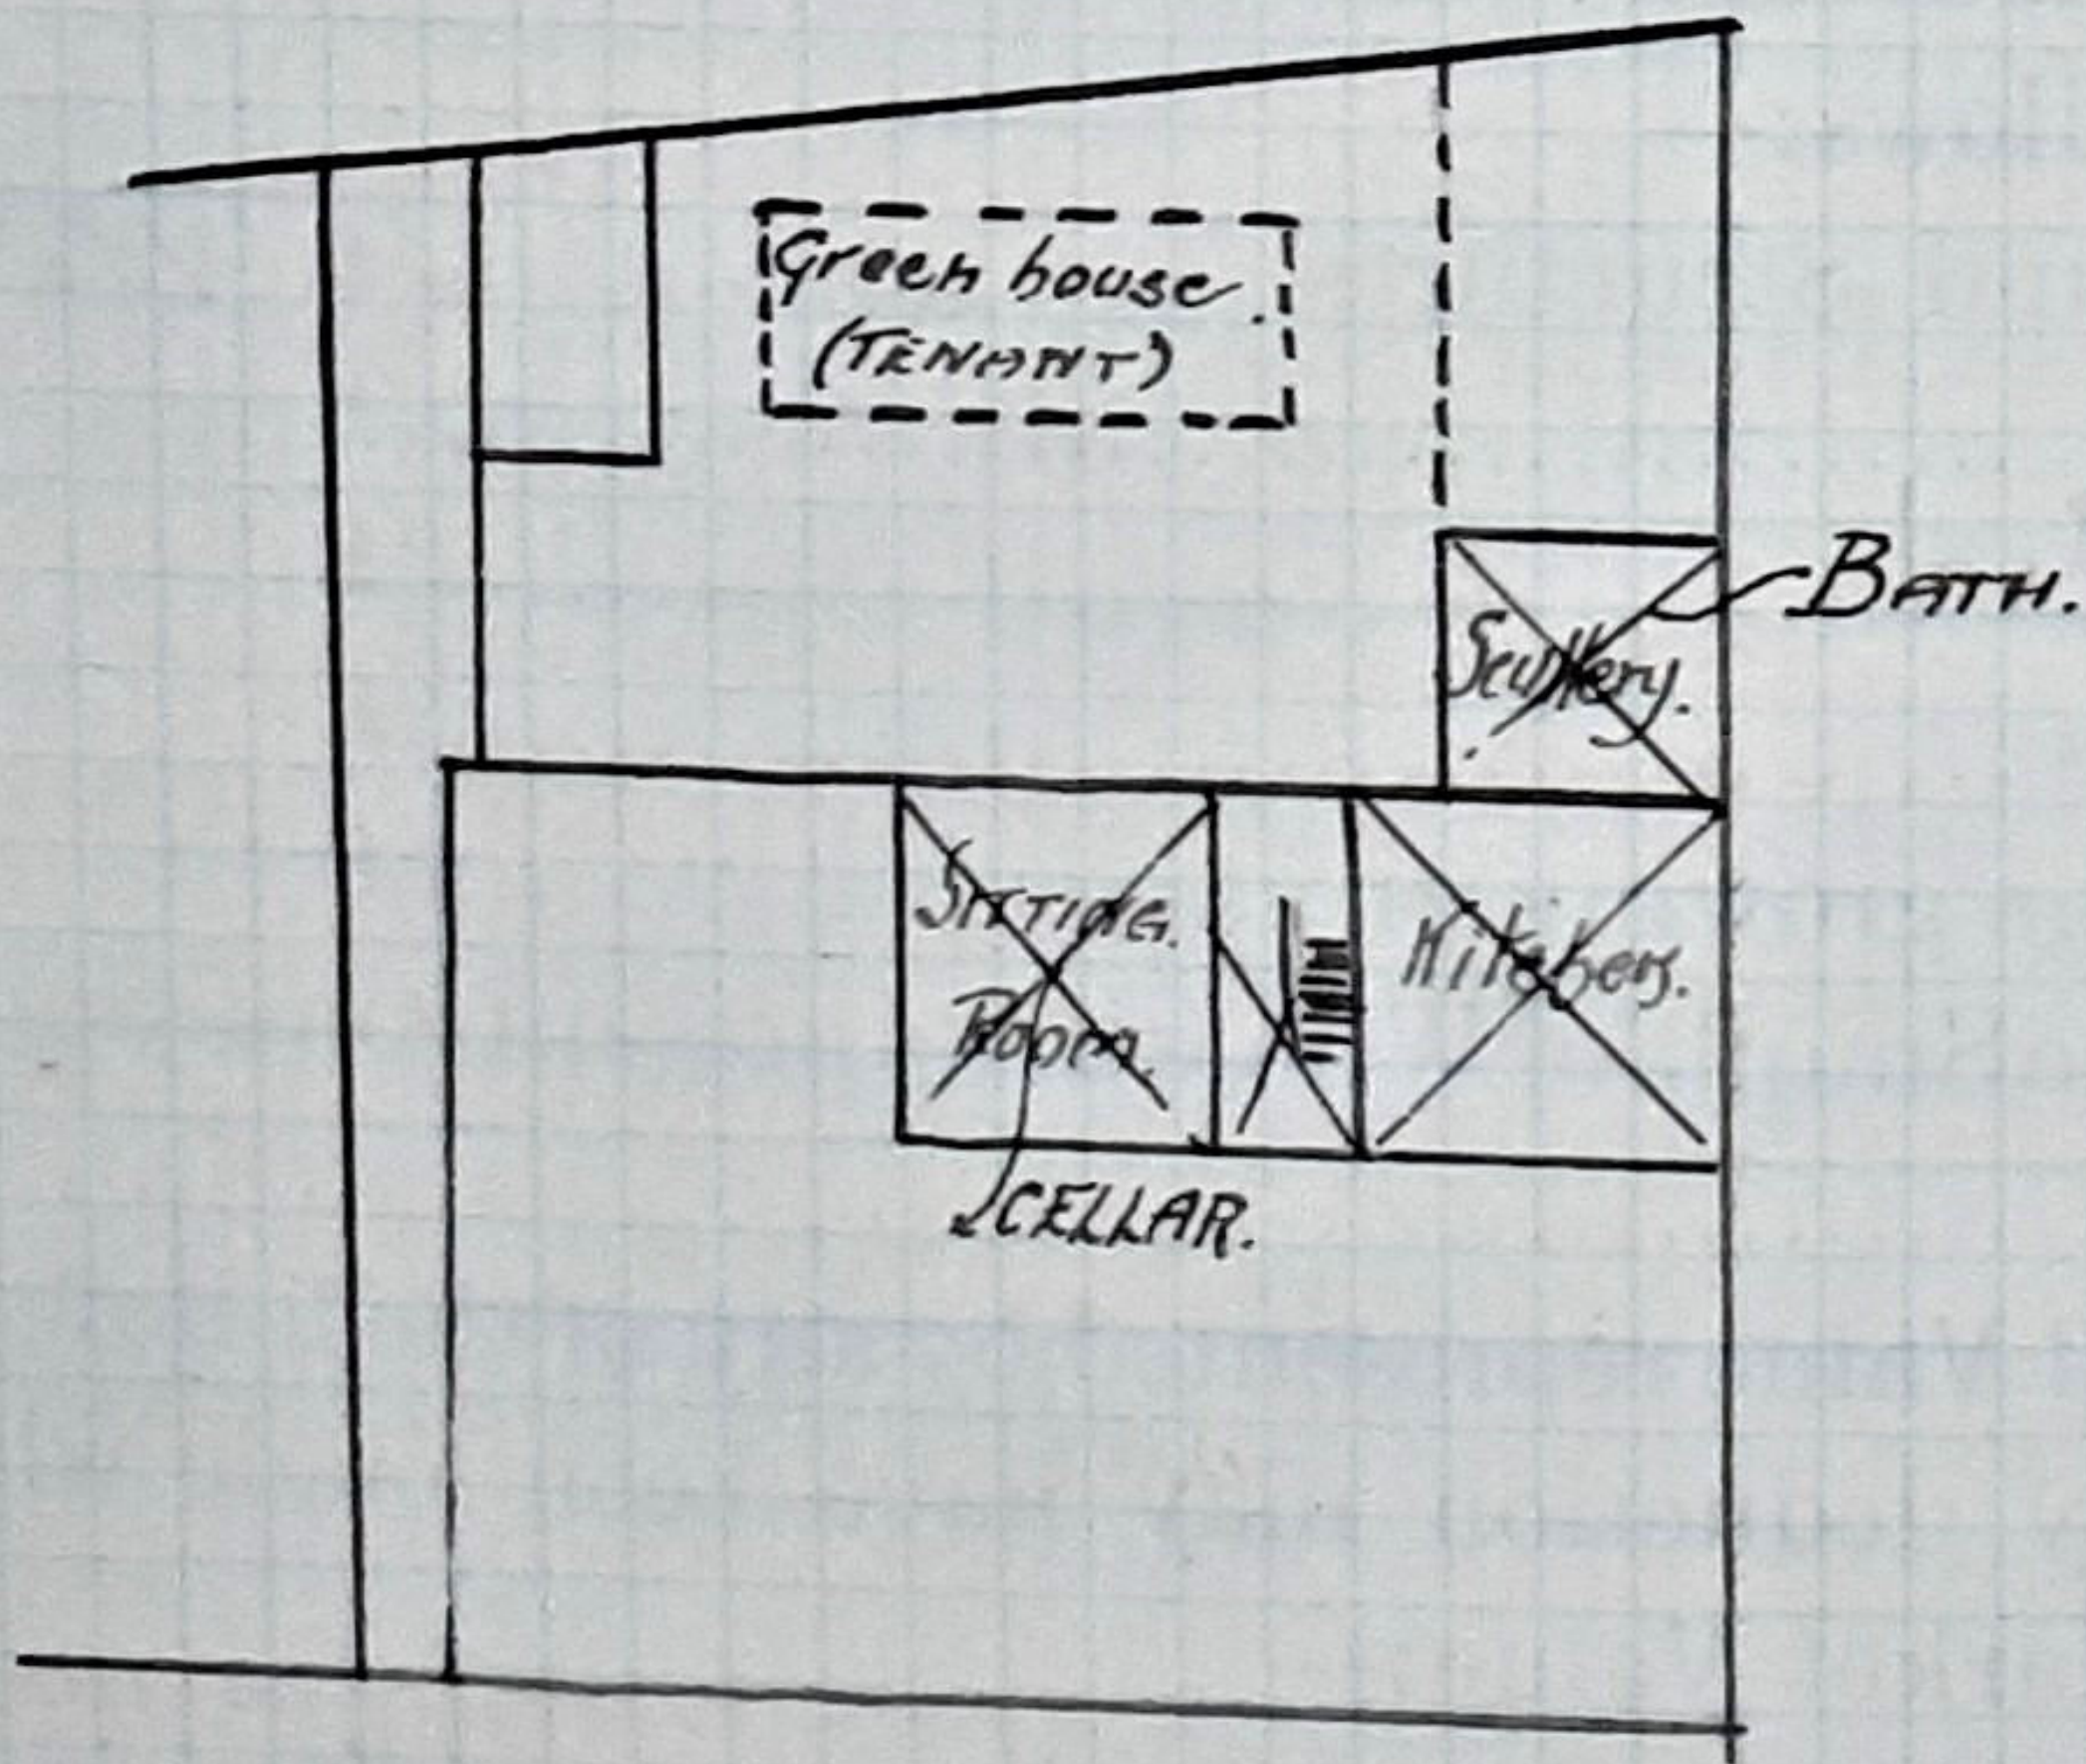 Green house.
(TENANT)
BATH.
Scullery.
SITTING.
ROOM.
Kitchen.
CELLAR.